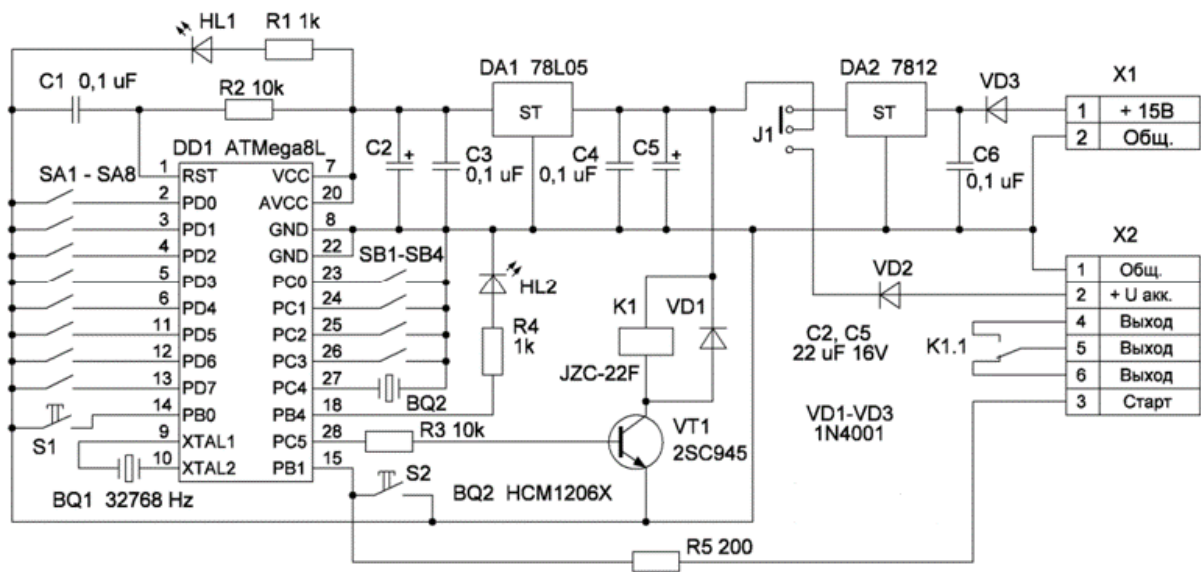 HL1
R1 1k
C1 0,1 uF
R2 10k
DA1 78L05
ST
DA2 7812
ST
VD3
X1
1 + 15В
2 Общ.
J1
DD1 ATMega8L
C2 +
C3
0,1 uF
C4
0,1 uF
C5 +
C6
0,1 uF
SA1 - SA8
1 RST VCC 7
2 PD0 AVCC 20
3 PD1 GND 8
4 PD2 GND 22
5 PD3 PC0 23
6 PD4 PC1 24
11 PD5 PC2 25
12 PD6 PC3 26
13 PD7 PC4 27
14 PB0 PB4 18
9 XTAL1 PC5 28
10 XTAL2 PB1 15
SB1-SB4
HL2
R4
1k
K1
VD1
JZC-22F
VD2
X2
1 Общ.
2 + U акк.
4 Выход
5 Выход
6 Выход
3 Старт
K1.1
C2, C5
22 uF 16V
VD1-VD3
1N4001
BQ2
S1
R3 10k
VT1
2SC945
S2
BQ1 32768 Hz
BQ2 HCM1206X
R5 200